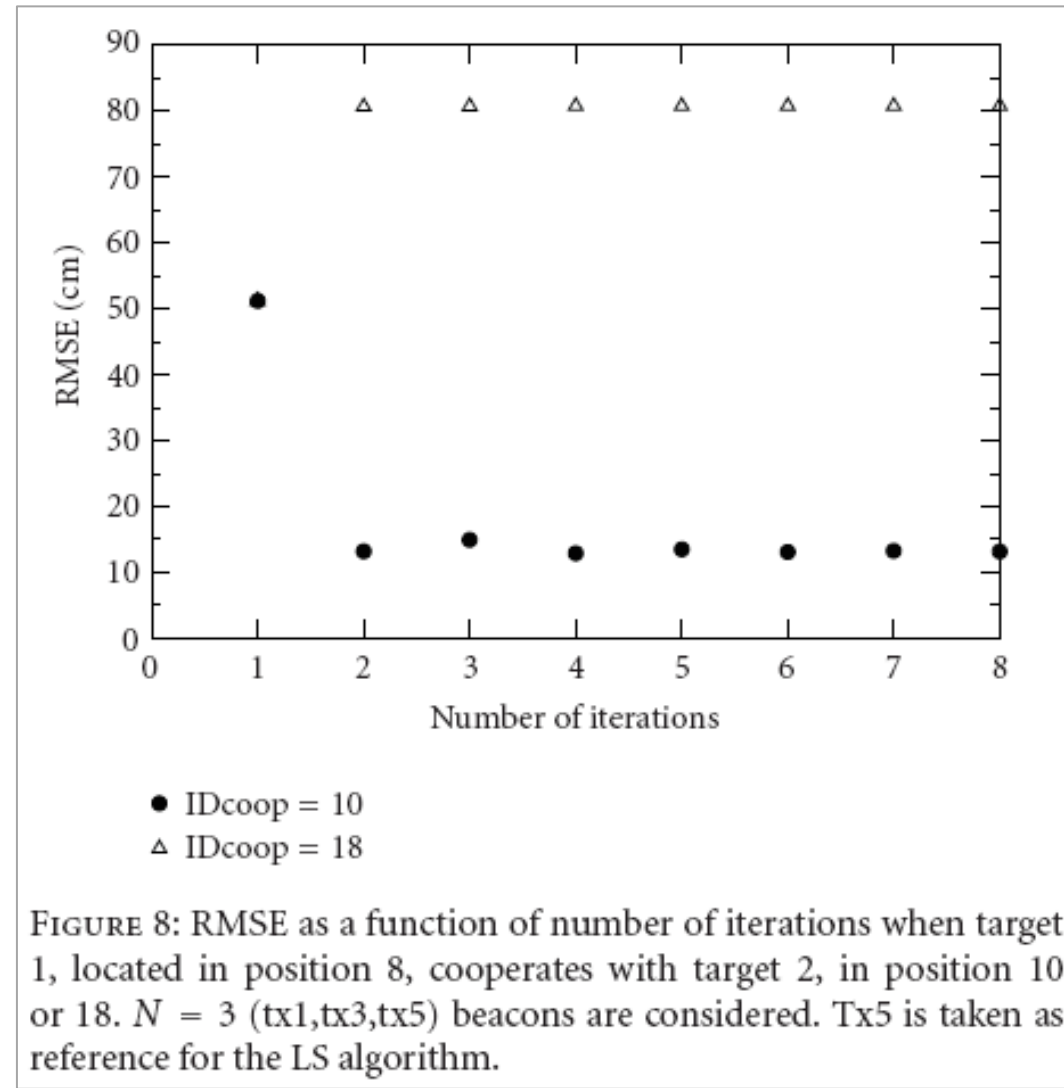 90
80
70
60
50
40
30
20
10
0
RMSE (cm)
0 1 2 3 4 5 6 7 8
Number of iterations
IDcoop = 10
IDcoop = 18
FIGURE 8: RMSE as a function of number of iterations when target
1, located in position 8, cooperates with target 2, in position 10
or 18. N = 3 (tx1,tx3,tx5) beacons are considered. Tx5 is taken as
reference for the LS algorithm.